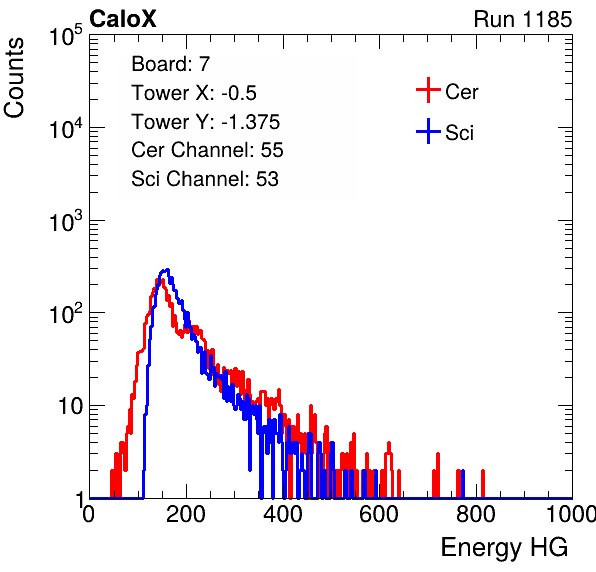 CaloX Run 1185
Counts
10^5
10^4
10^3
10^2
10
1
Board: 7
Tower X: -0.5
Tower Y: -1.375
Cer Channel: 55
Sci Channel: 53
Cer
Sci
0 200 400 600 800 1000
Energy HG